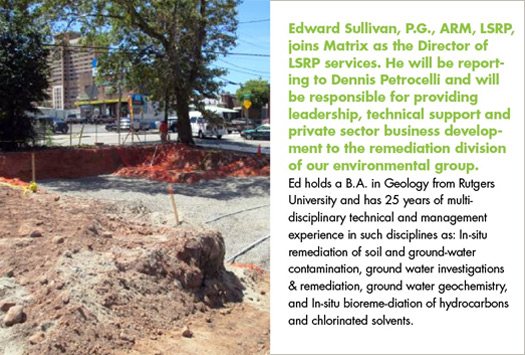 Edward Sullivan, P.G., ARM, LSRP,
joins Matrix as the Director of
LSRP services. He will be report-
ing to Dennis Petrocelli and will
be responsible for providing
leadership, technical support and
private sector business develop-
ment to the remediation division
of our environmental group.
Ed holds a B.A. in Geology from Rutgers
University and has 25 years of multi-
disciplinary technical and management
experience in such disciplines as: In-situ
remediation of soil and ground-water
contamination, ground water investigations
& remediation, ground water geochemistry,
and In-situ bioreme-diation of hydrocarbons
and chlorinated solvents.